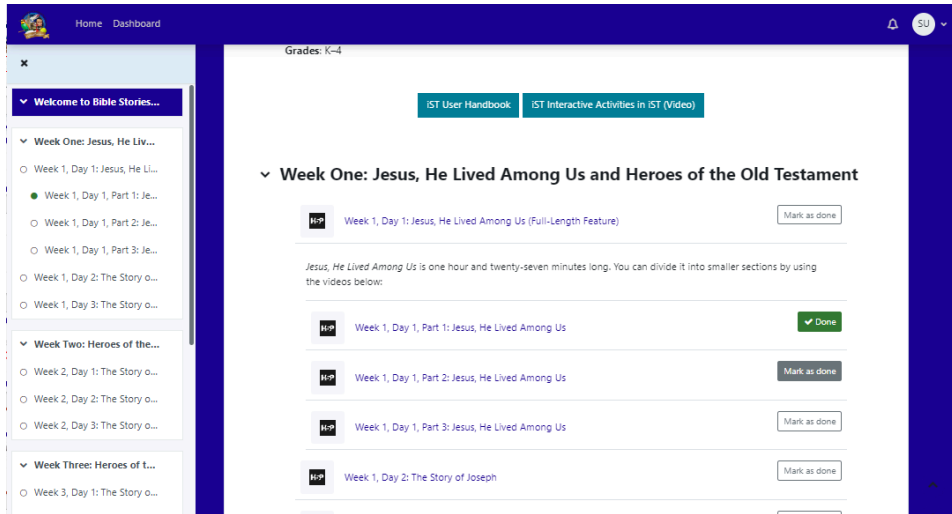 Home Dashboard
SU
Welcome to Bible Stories...
Week One: Jesus, He Liv...
Week 1, Day 1: Jesus, He Li...
Week 1, Day 1, Part 1: Je...
Week 1, Day 1, Part 2: Je...
Week 1, Day 1, Part 3: Je...
Week 1, Day 2: The Story o...
Week 1, Day 3: The Story o...
Week Two: Heroes of the...
Week 2, Day 1: The Story o...
Week 2, Day 2: The Story o...
Week 2, Day 3: The Story o...
Week Three: Heroes of t...
Week 3, Day 1: The Story o...
Grades: K–4
iST User Handbook
iST Interactive Activities in iST (Video)
Week One: Jesus, He Lived Among Us and Heroes of the Old Testament
H-P Week 1, Day 1: Jesus, He Lived Among Us (Full-Length Feature) Mark as done
Jesus, He Lived Among Us is one hour and twenty-seven minutes long. You can divide it into smaller sections by using
the videos below:
H-P Week 1, Day 1, Part 1: Jesus, He Lived Among Us Done
H-P Week 1, Day 1, Part 2: Jesus, He Lived Among Us Mark as done
H-P Week 1, Day 1, Part 3: Jesus, He Lived Among Us Mark as done
H-P Week 1, Day 2: The Story of Joseph Mark as done